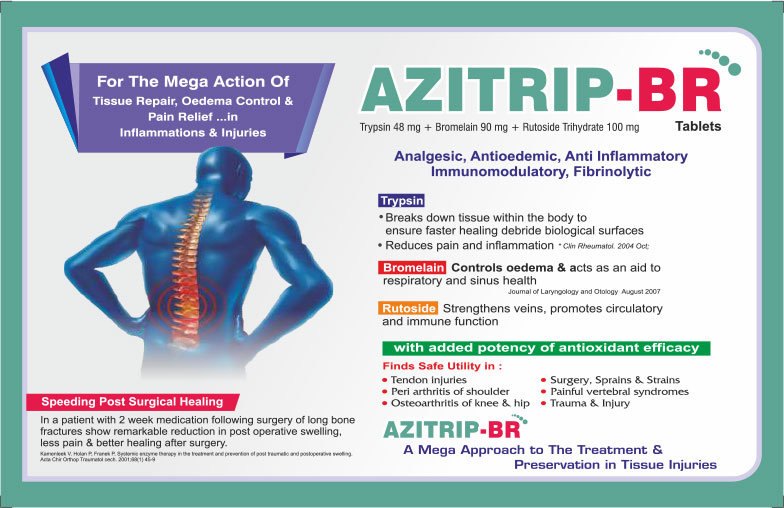 For The Mega Action Of
Tissue Repair, Oedema Control &
Pain Relief ...in
Inflammations & Injuries
Speeding Post Surgical Healing
In a patient with 2 week medication following surgery of long bone
fractures show remarkable reduction in post operative swelling,
less pain & better healing after surgery.
Kamenteek V. Holan P, Franek P, Systemic enzyme therapy in the treatment and prevention of post traumatic and postoperative swelling.
Acta Chir Orthop Traumatol cech. 2001;68(1) 45-9
AZITRIP-BR
Trypsin 48 mg + Bromelain 90 mg + Rutoside Trihydrate 100 mg Tablets
Analgesic, Antioedemic, Anti Inflammatory
Immunomodulatory, Fibrinolytic
Trypsin
• Breaks down tissue within the body to
ensure faster healing debride biological surfaces
• Reduces pain and inflammation * Clin Rheumatol. 2004 Oct;
Bromelain Controls oedema & acts as an aid to
respiratory and sinus health
Journal of Laryngology and Otology August 2007
Rutoside Strengthens veins, promotes circulatory
and immune function
with added potency of antioxidant efficacy
Finds Safe Utility in :
• Tendon injuries
• Peri arthritis of shoulder
• Osteoarthritis of knee & hip
• Surgery, Sprains & Strains
• Painful vertebral syndromes
• Trauma & Injury
AZITRIP-BR
A Mega Approach to The Treatment &
Preservation in Tissue Injuries